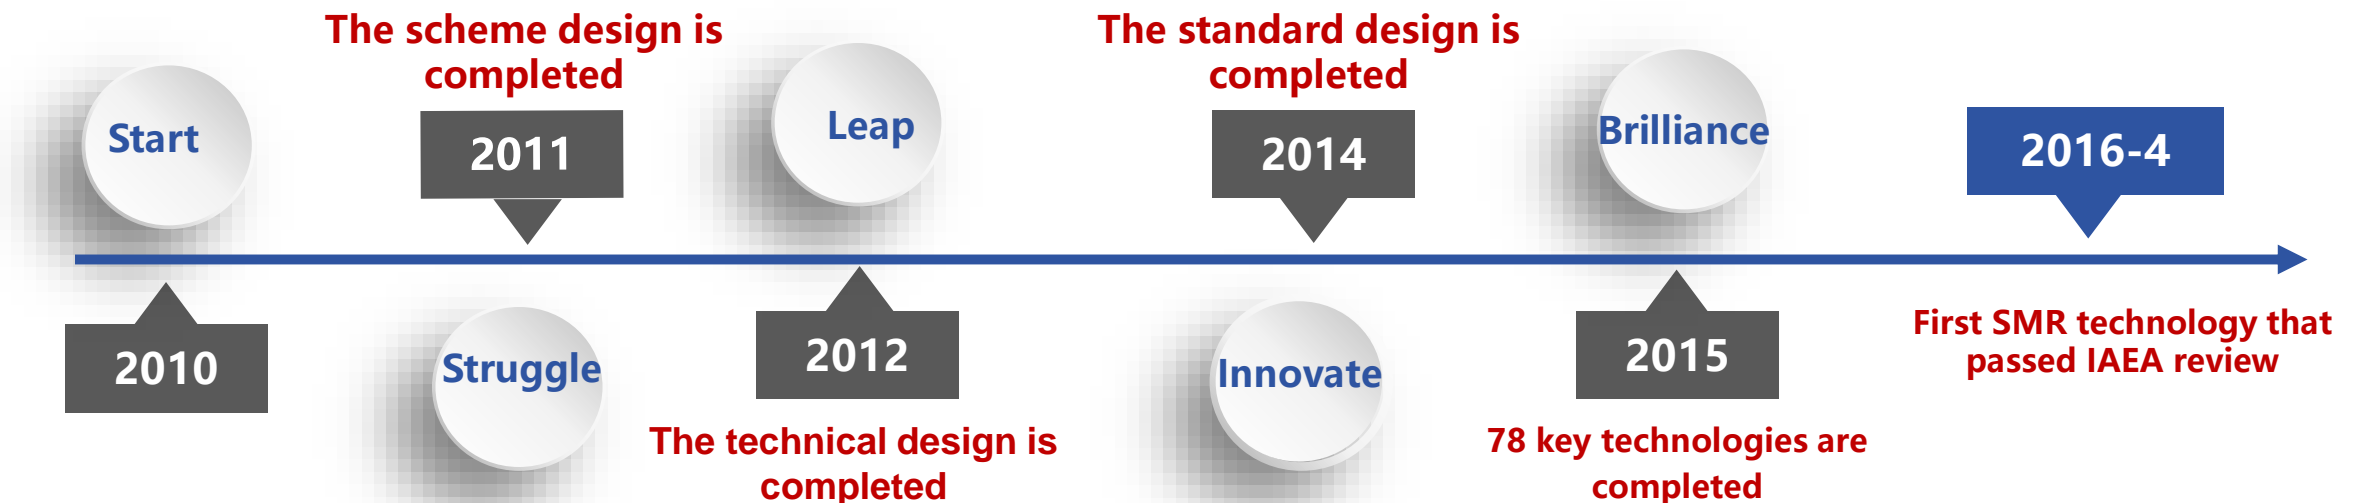 Start
2010
The scheme design is
completed
2011
Struggle
Leap
2012
The technical design is
completed
The standard design is
completed
2014
Innovate
Brilliance
2015
78 key technologies are
completed
2016-4
First SMR technology that
passed IAEA review